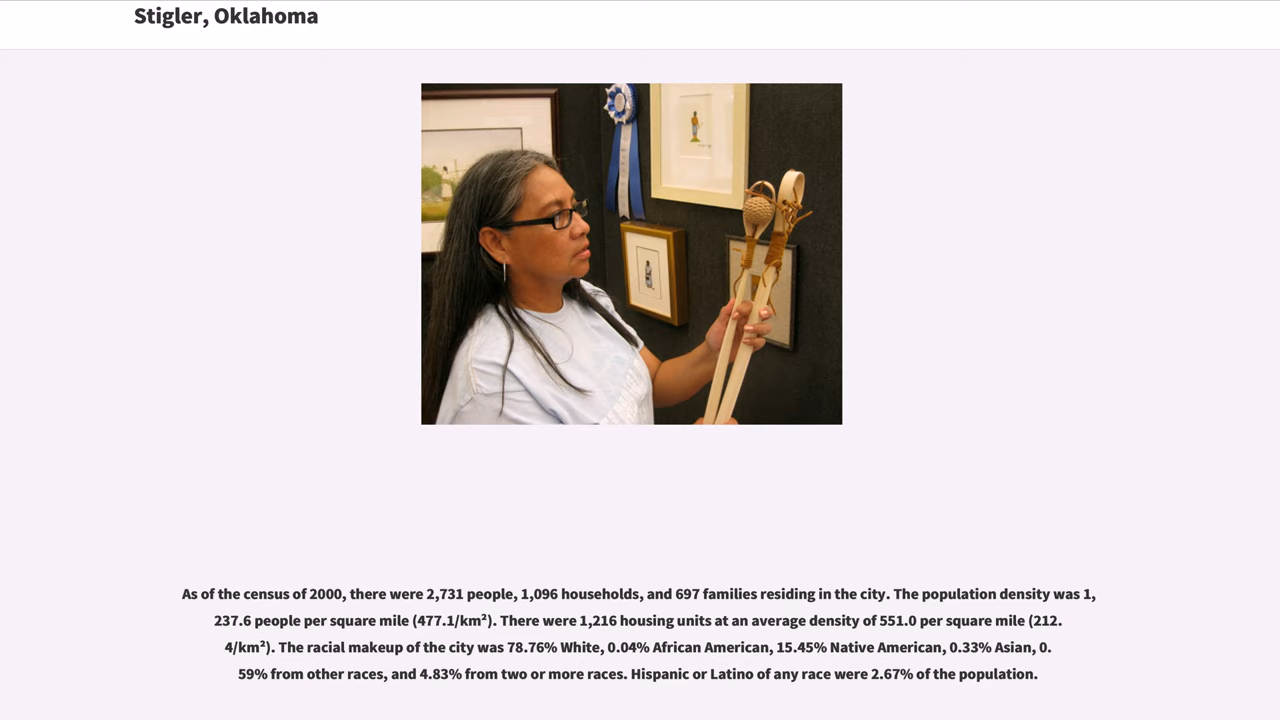 Stigler, Oklahoma
As of the census of 2000, there were 2,731 people, 1,096 households, and 697 families residing in the city. The population density was 1,
237.6 people per square mile (477.1/km²). There were 1,216 housing units at an average density of 551.0 per square mile (212.
4/km²). The racial makeup of the city was 78.76% White, 0.04% African American, 15.45% Native American, 0.33% Asian, 0.
59% from other races, and 4.83% from two or more races. Hispanic or Latino of any race were 2.67% of the population.